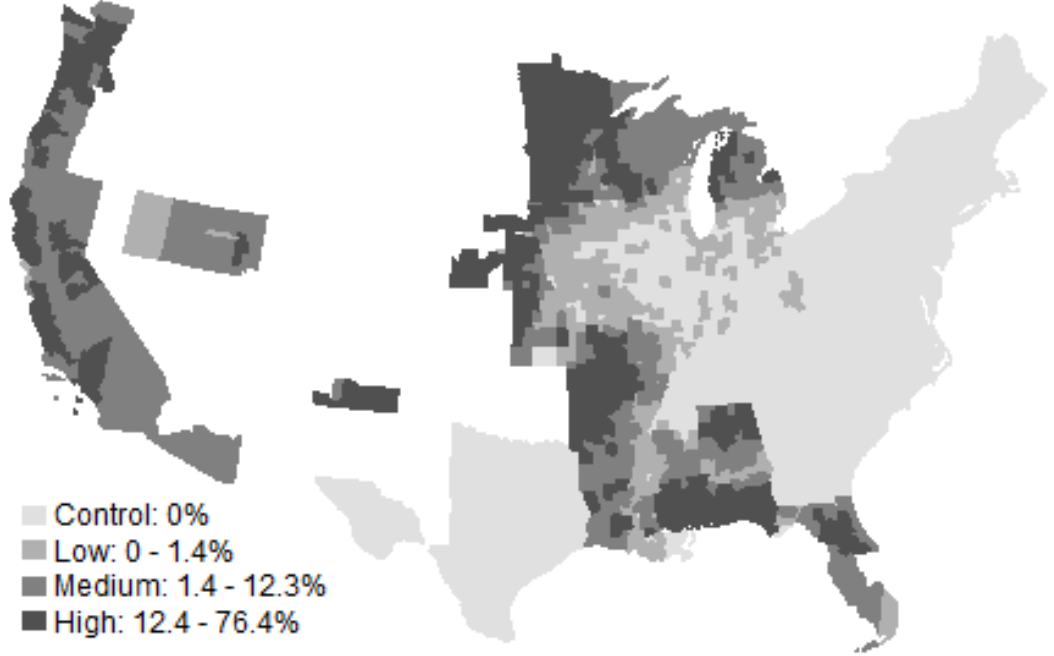 Control: 0%
Low: 0 - 1.4%
Medium: 1.4 - 12.3%
High: 12.4 - 76.4%